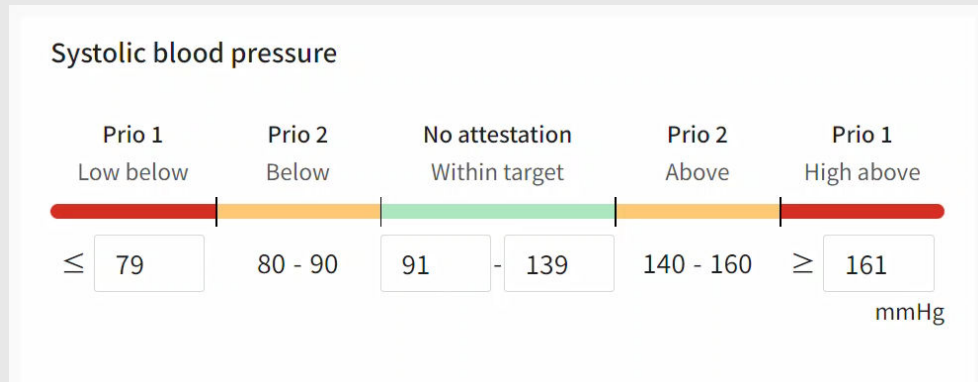 Systolic blood pressure
Prio 1 Prio 2 No attestation Prio 2 Prio 1
Low below Below Within target Above High above
≤ 79 80 - 90 91 - 139 140 - 160 ≥ 161
mmHg